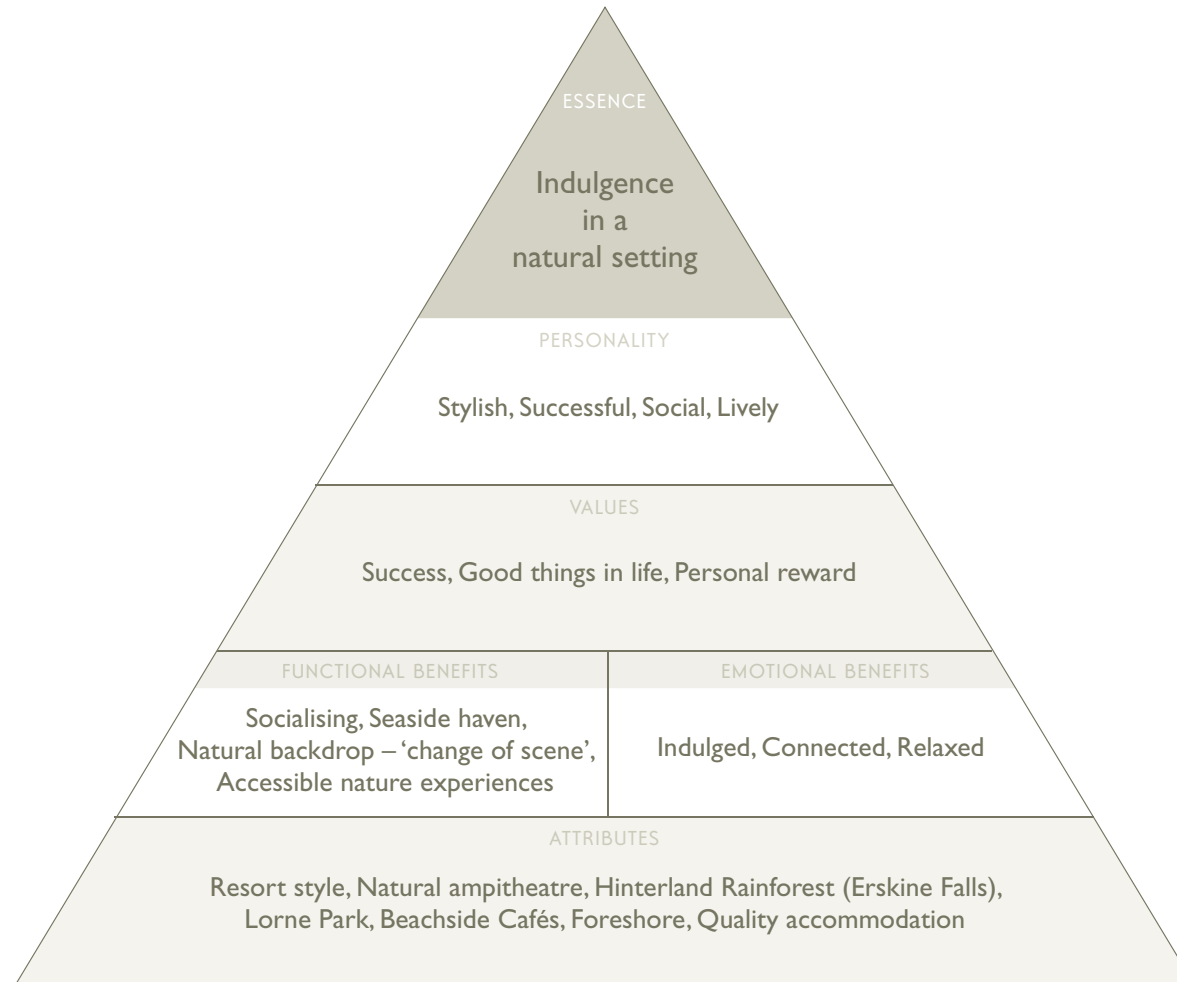 ESSENCE
Indulgence
in a
natural setting
PERSONALITY
Stylish, Successful, Social, Lively
VALUES
Success, Good things in life, Personal reward
FUNCTIONAL BENEFITS
Socialising, Seaside haven,
Natural backdrop – ‘change of scene’,
Accessible nature experiences
EMOTIONAL BENEFITS
Indulged, Connected, Relaxed
ATTRIBUTES
Resort style, Natural ampitheatre, Hinterland Rainforest (Erskine Falls),
Lorne Park, Beachside Cafés, Foreshore, Quality accommodation